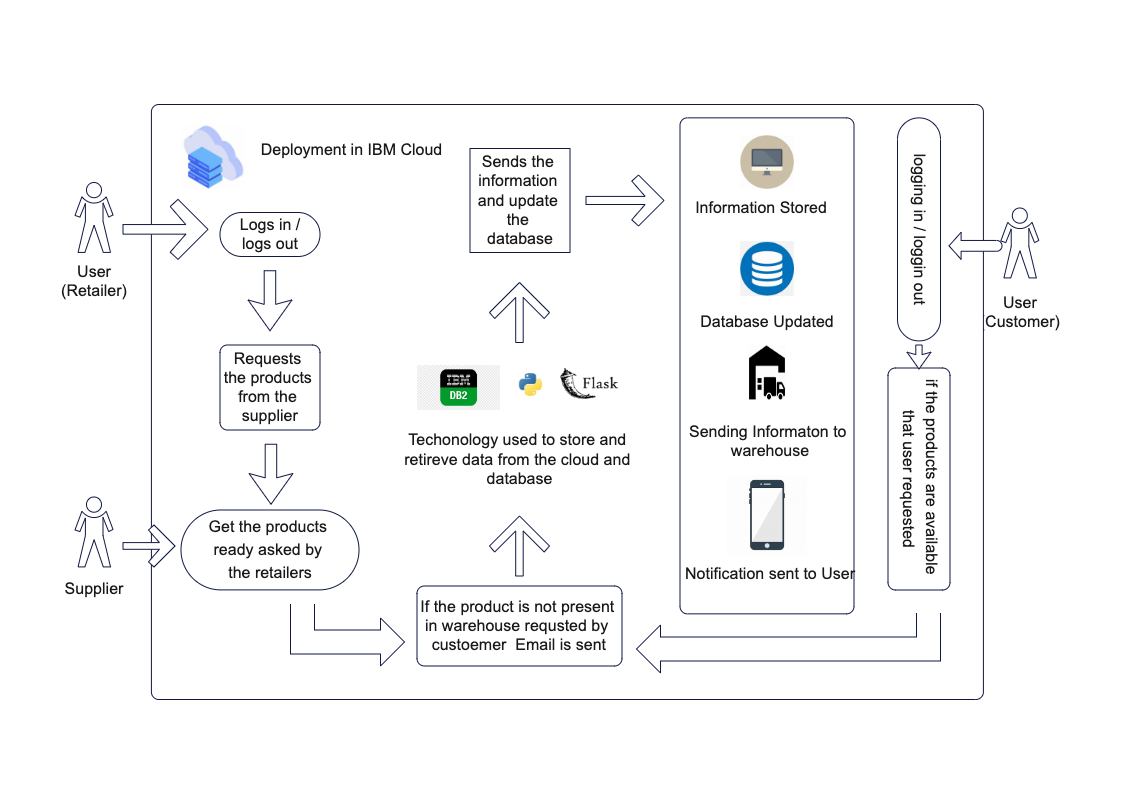 Deployment in IBM Cloud
User
(Retailer)
Logs in /
logs out
Requests
the products
from the
supplier
Supplier
Get the products
ready asked by
the retailers
If the product is not present
in warehouse requsted by
custoemer  Email is sent
IBM
DB2
Flask
Techonology used to store and
retireve data from the cloud and
database
Sends the
information
and update
the
database
Information Stored
Database Updated
Sending Informaton to
warehouse
Notification sent to User
logging in / loggin out
User
Customer)
if the products are available
that user requested